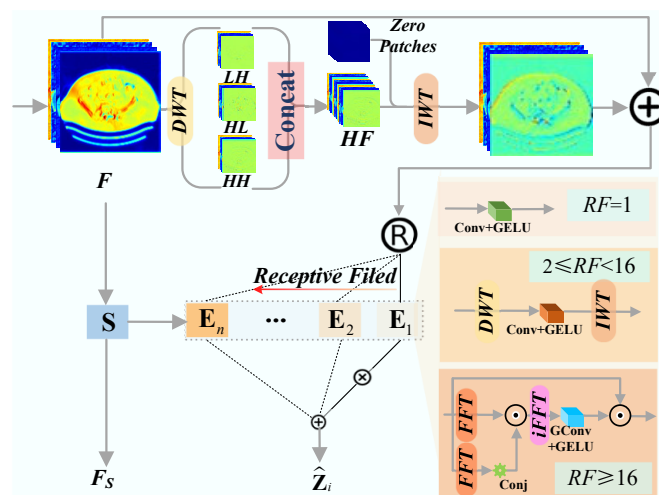 Zero
Patches
LH
HL
HH
DWT
Concat
HF
IWT
F
R
Receptive Filed
S
E_n
...
E_2
E_1
F_S
Ẑ_i
Conv+GELU
RF=1
2≤RF<16
DWT
Conv+GELU
IWT
FFT
FFT
Conj
iFFT
GConv
+GELU
RF≥16